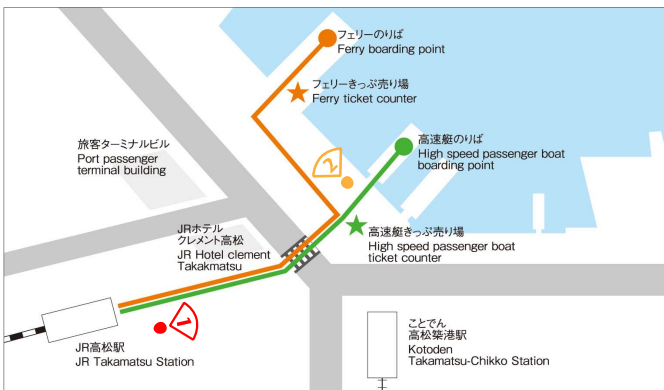 フェリーのりば
Ferry boarding point
フェリーきっぷ売り場
Ferry ticket counter
旅客ターミナルビル
Port passenger
terminal building
高速艇のりば
High speed passenger boat
boarding point
2
JRホテル
クレメント高松
JR Hotel clement
Takakmatsu
高速艇きっぷ売り場
High speed passenger boat
ticket counter
1
JR高松駅
JR Takamatsu Station
ことでん
高松築港駅
Kotoden
Takamatsu-Chikko Station